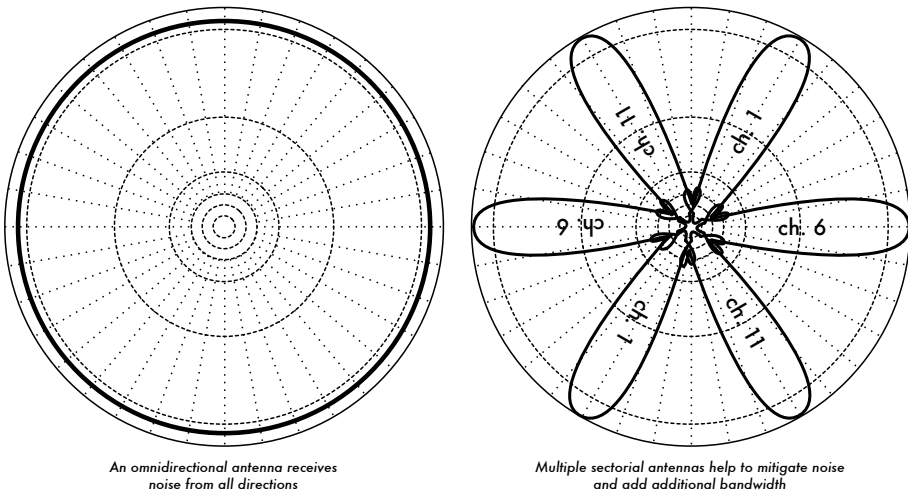 ch. 11
ch. 1
ch. 6
ch. 6
ch. 1
ch. 11
An omnidirectional antenna receives
noise from all directions
Multiple sectorial antennas help to mitigate noise
and add additional bandwidth